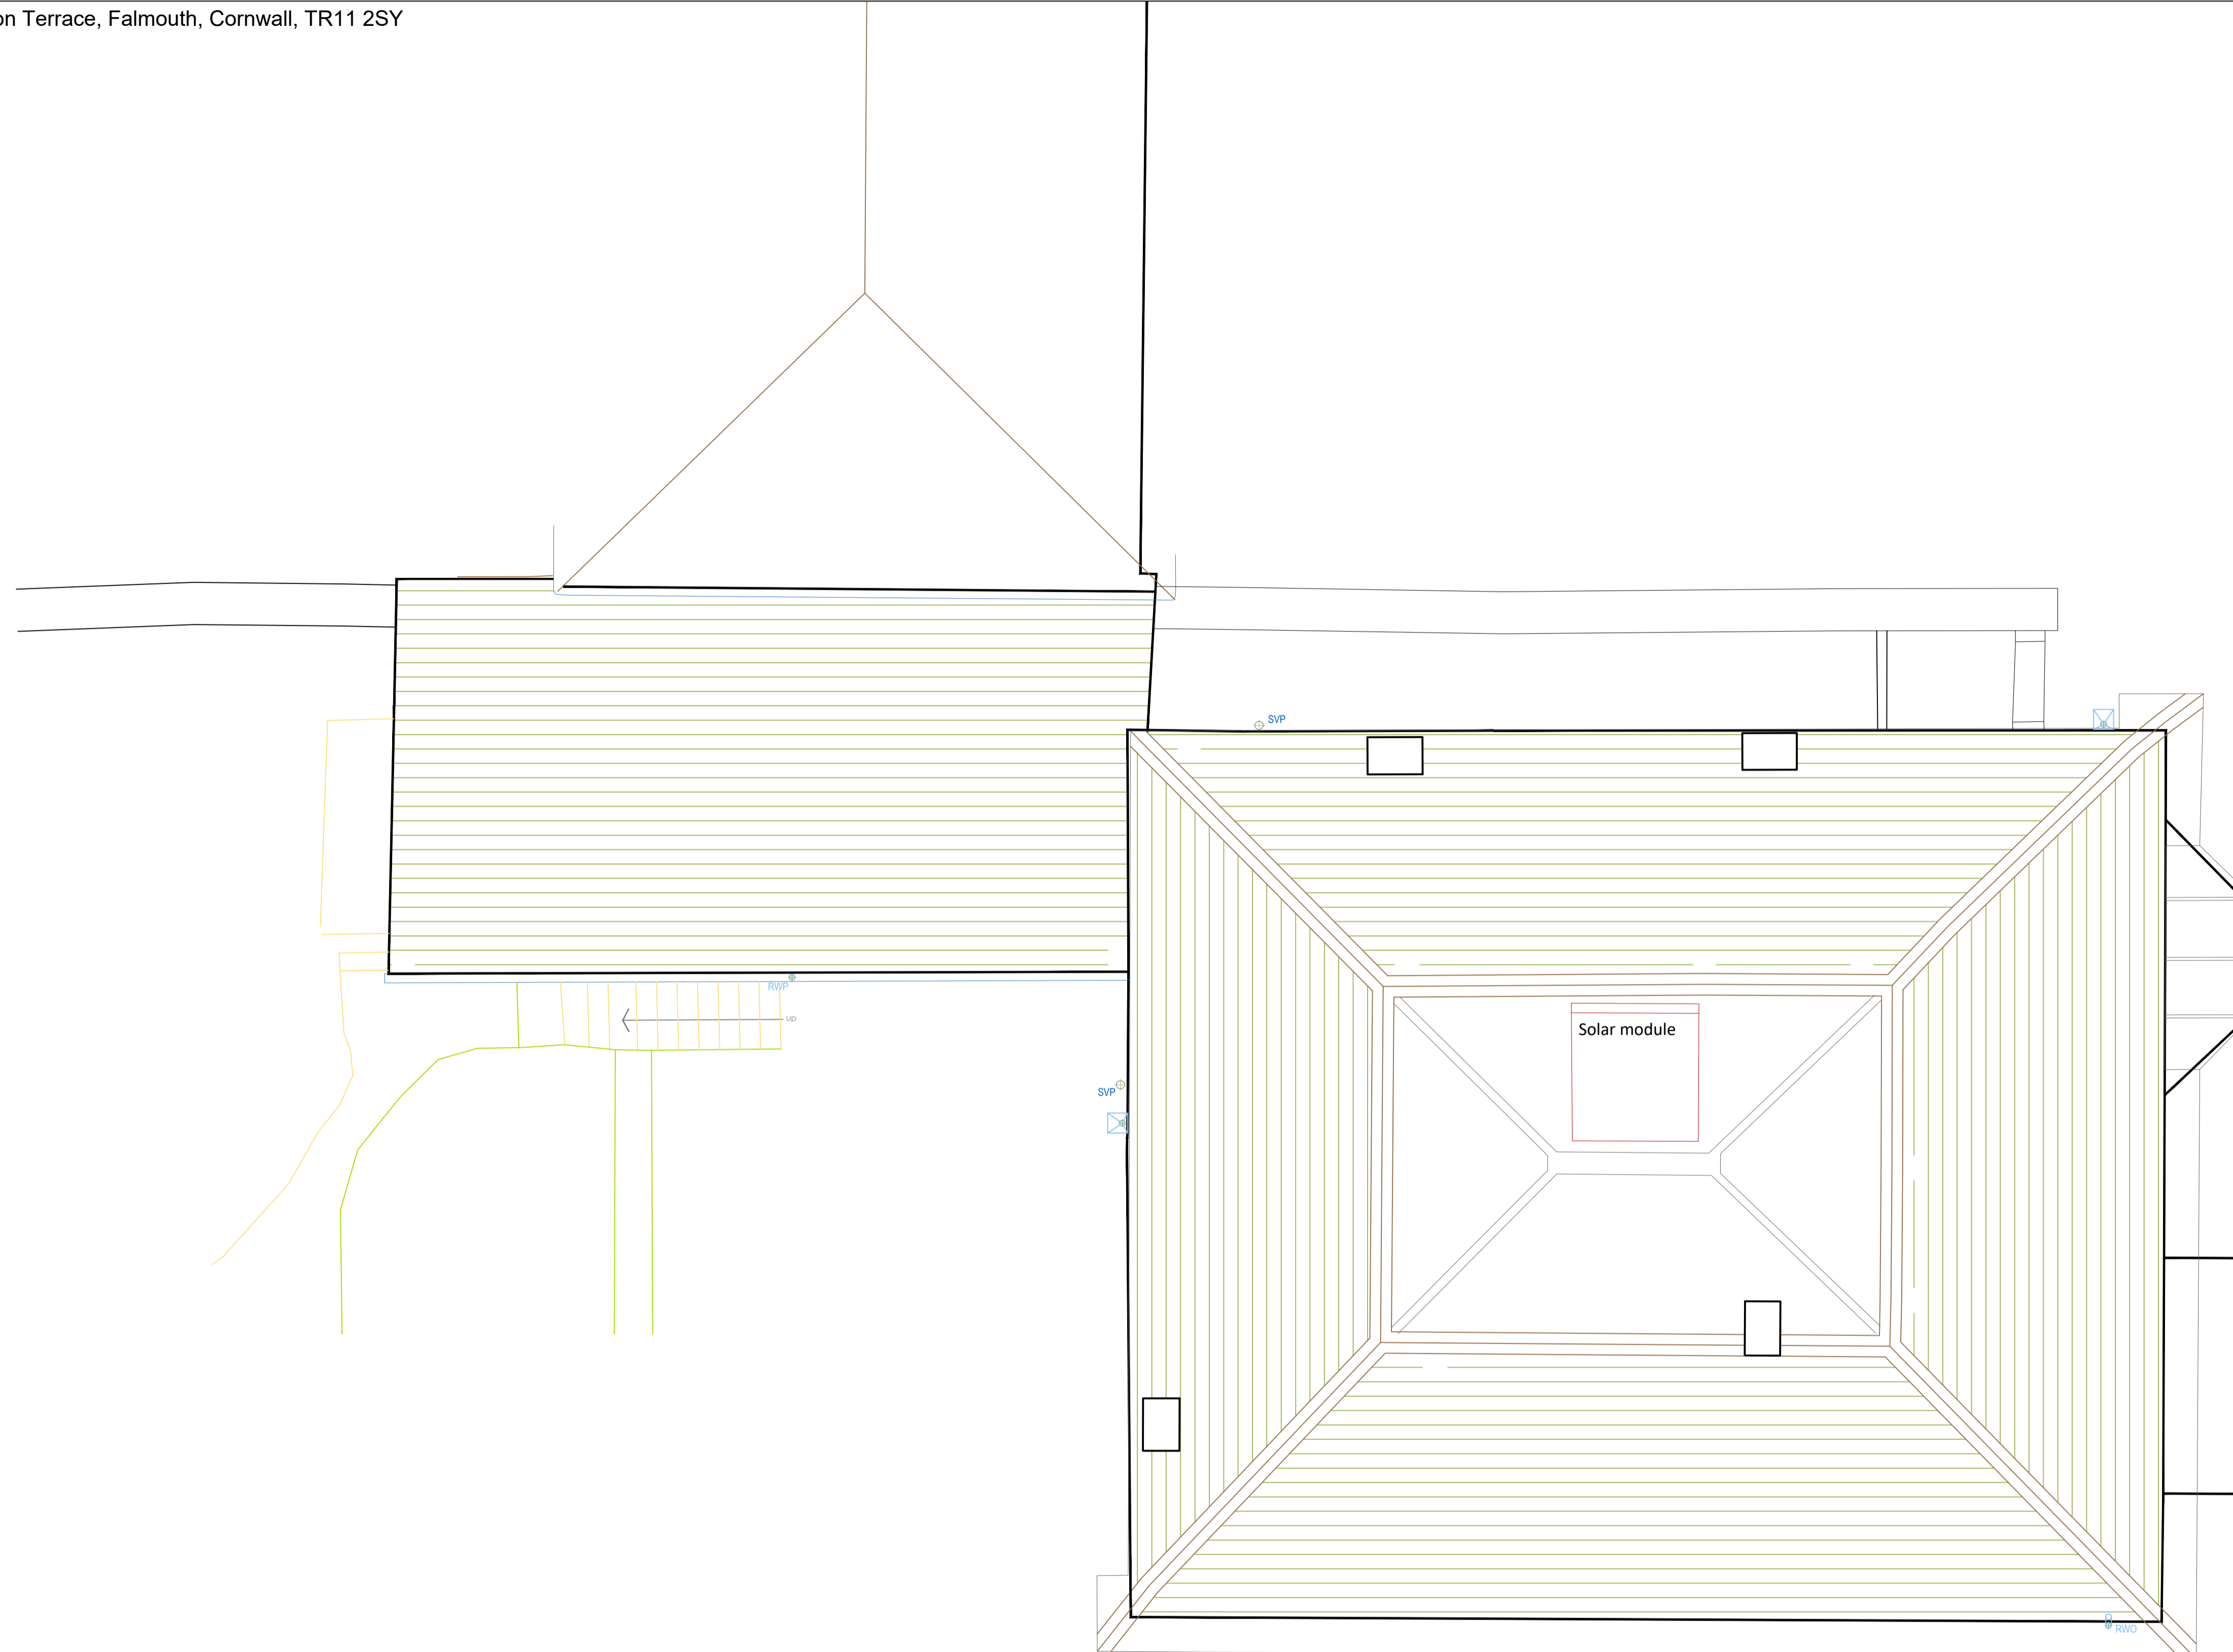 on Terrace, Falmouth, Cornwall, TR11 2SY
SVP
RWP
up
Solar module
SVP
RWO